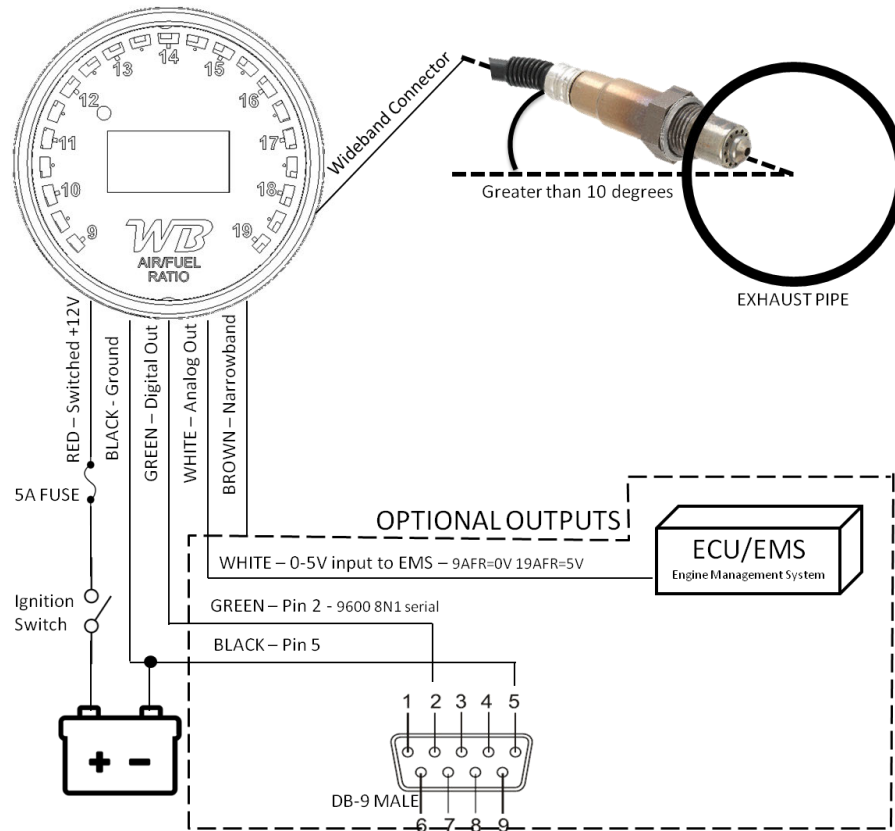 9
10
11
12
13
14
15
16
17
18
19
WB
AIR/FUEL
RATIO
Wideband Connector
Greater than 10 degrees
EXHAUST PIPE
RED – Switched +12V
BLACK - Ground
GREEN – Digital Out
WHITE – Analog Out
BROWN – Narrowband
5A FUSE
Ignition
Switch
+ –
OPTIONAL OUTPUTS
ECU/EMS
Engine Management System
WHITE – 0-5V input to EMS – 9AFR=0V 19AFR=5V
GREEN – Pin 2 - 9600 8N1 serial
BLACK – Pin 5
1 2 3 4 5
DB-9 MALE
6 7 8 9